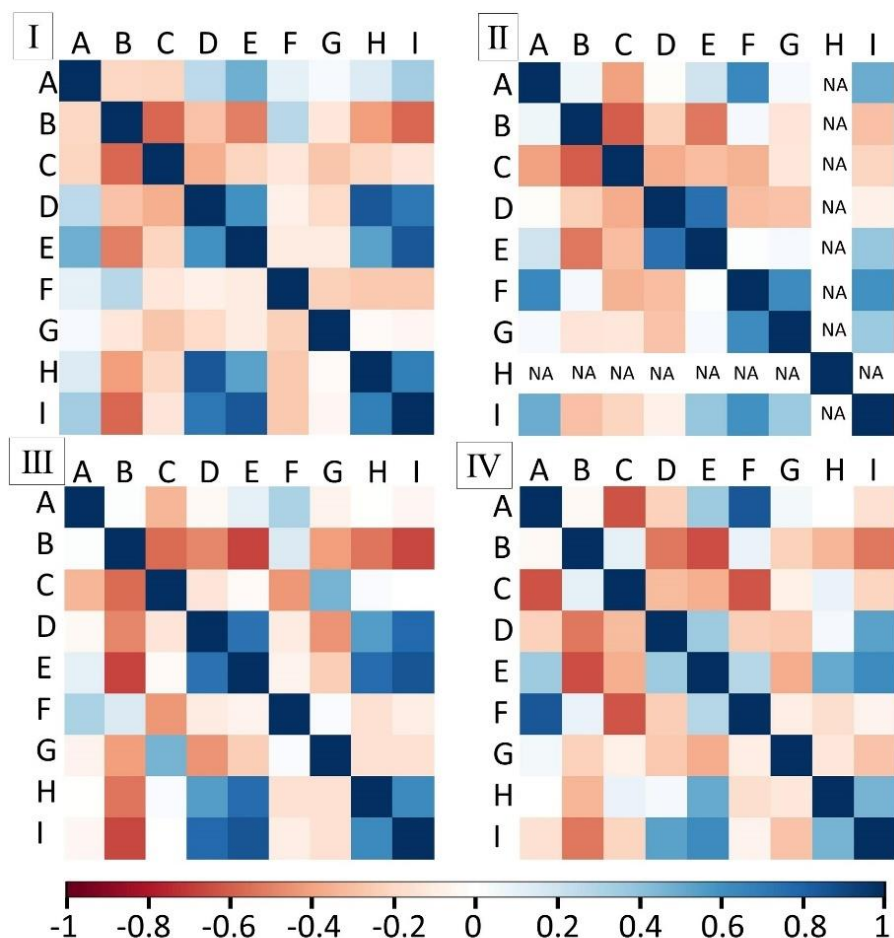 I A B C D E F G H I
A
B
C
D
E
F
G
H
I
II A B C D E F G H I
A NA
B NA
C NA
D NA
E NA
F NA
G NA
H NA NA NA NA NA NA NA NA
I NA
III A B C D E F G H I
A
B
C
D
E
F
G
H
I
IV A B C D E F G H I
A
B
C
D
E
F
G
H
I
-1 -0.8 -0.6 -0.4 -0.2 0 0.2 0.4 0.6 0.8 1